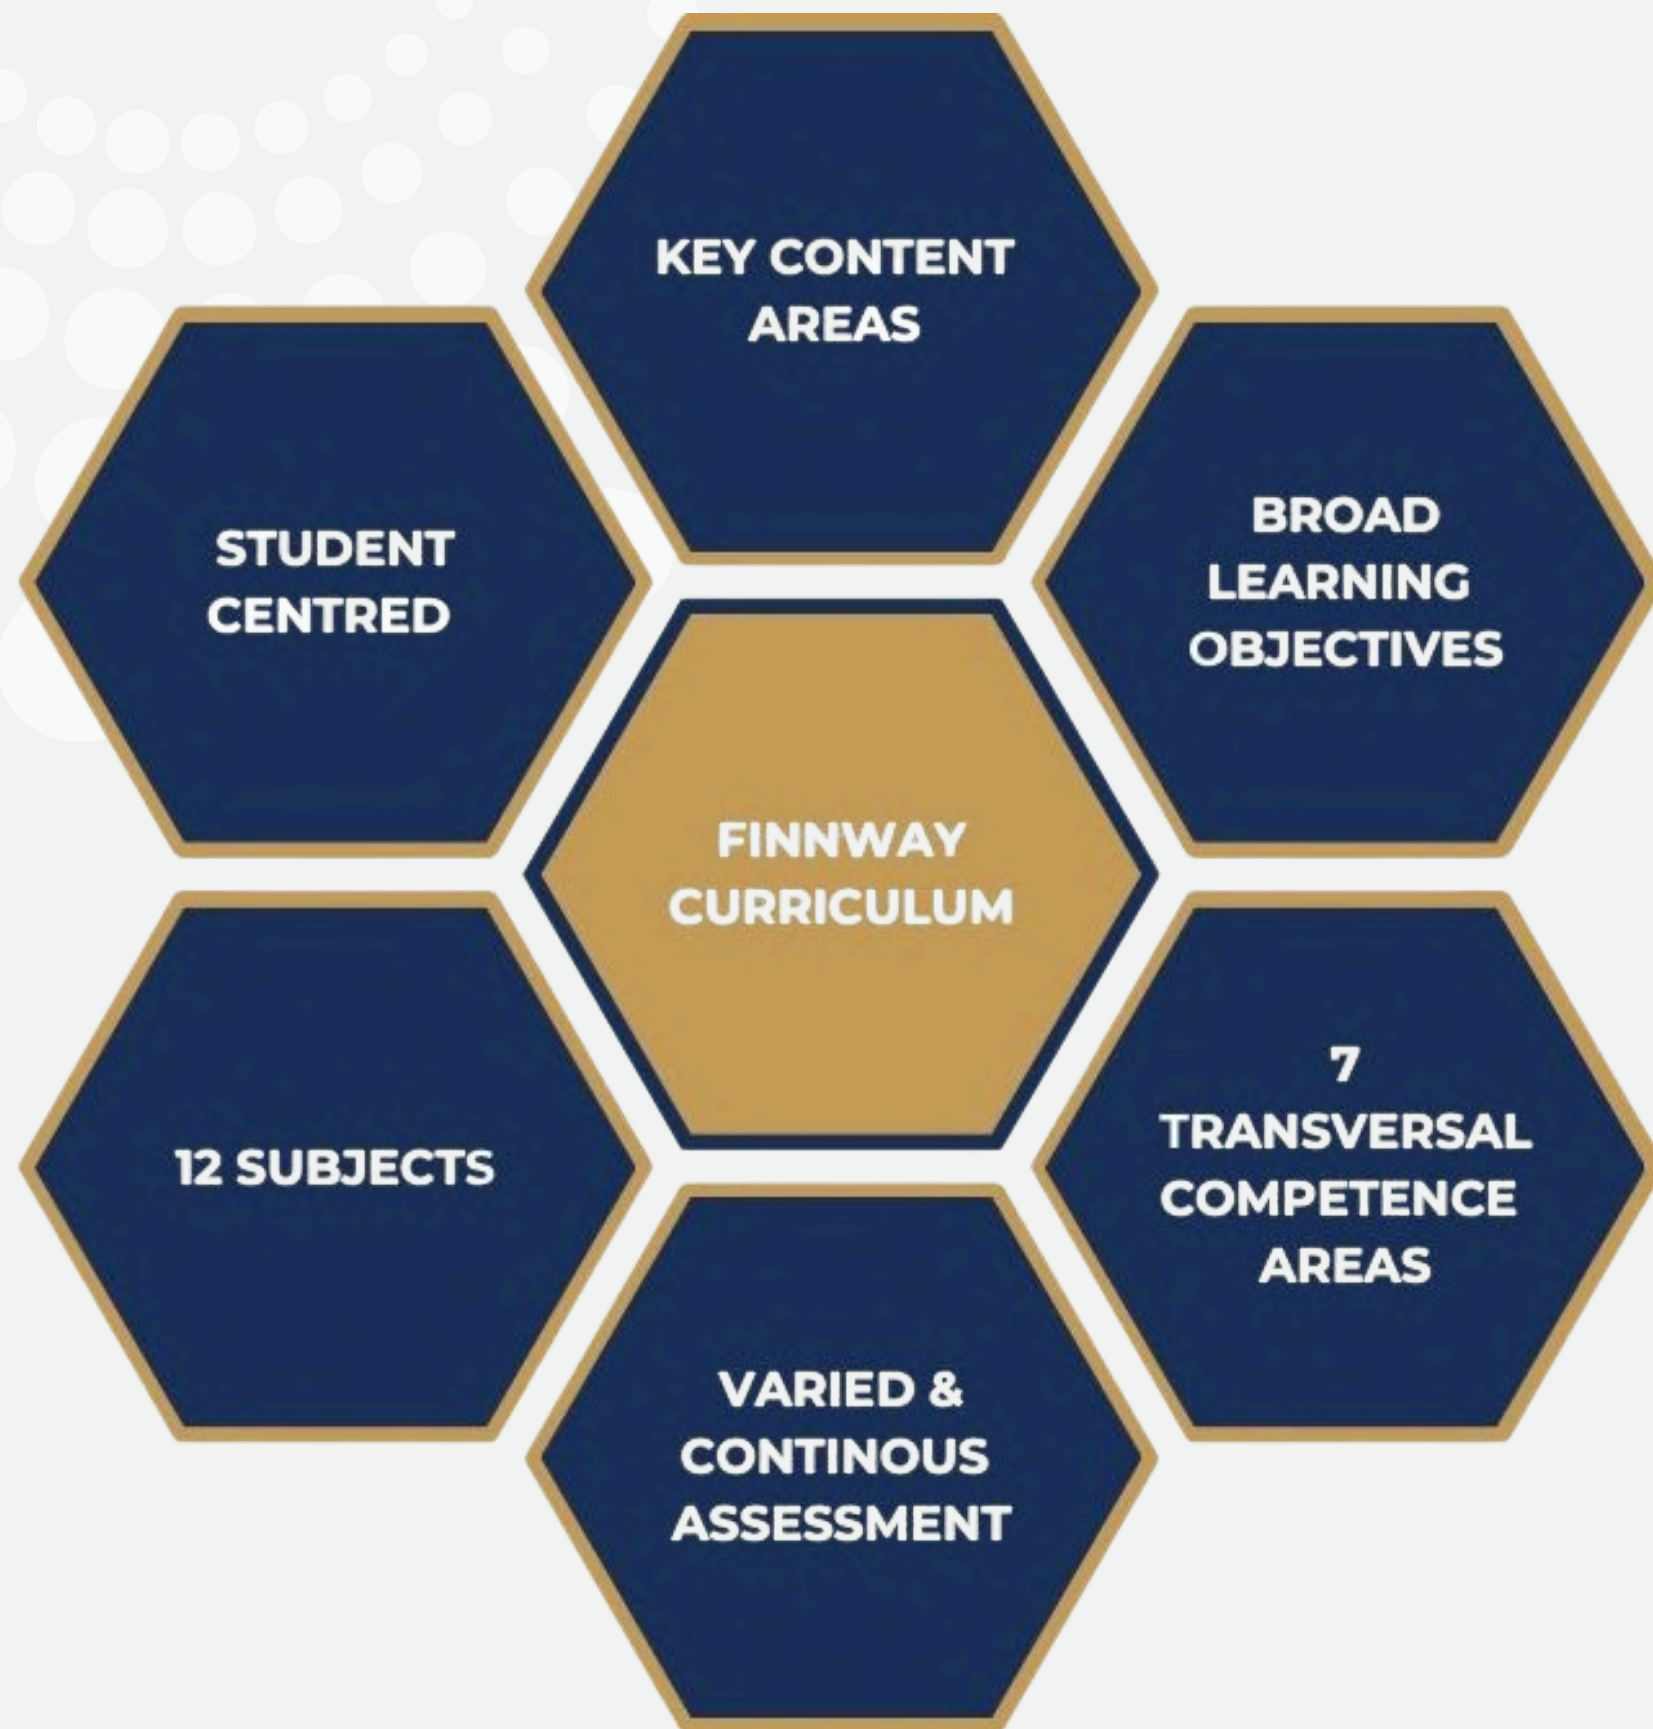 KEY CONTENT
AREAS
STUDENT
CENTRED
BROAD
LEARNING
OBJECTIVES
FINNWAY
CURRICULUM
12 SUBJECTS
7
TRANSVERSAL
COMPETENCE
AREAS
VARIED &
CONTINOUS
ASSESSMENT